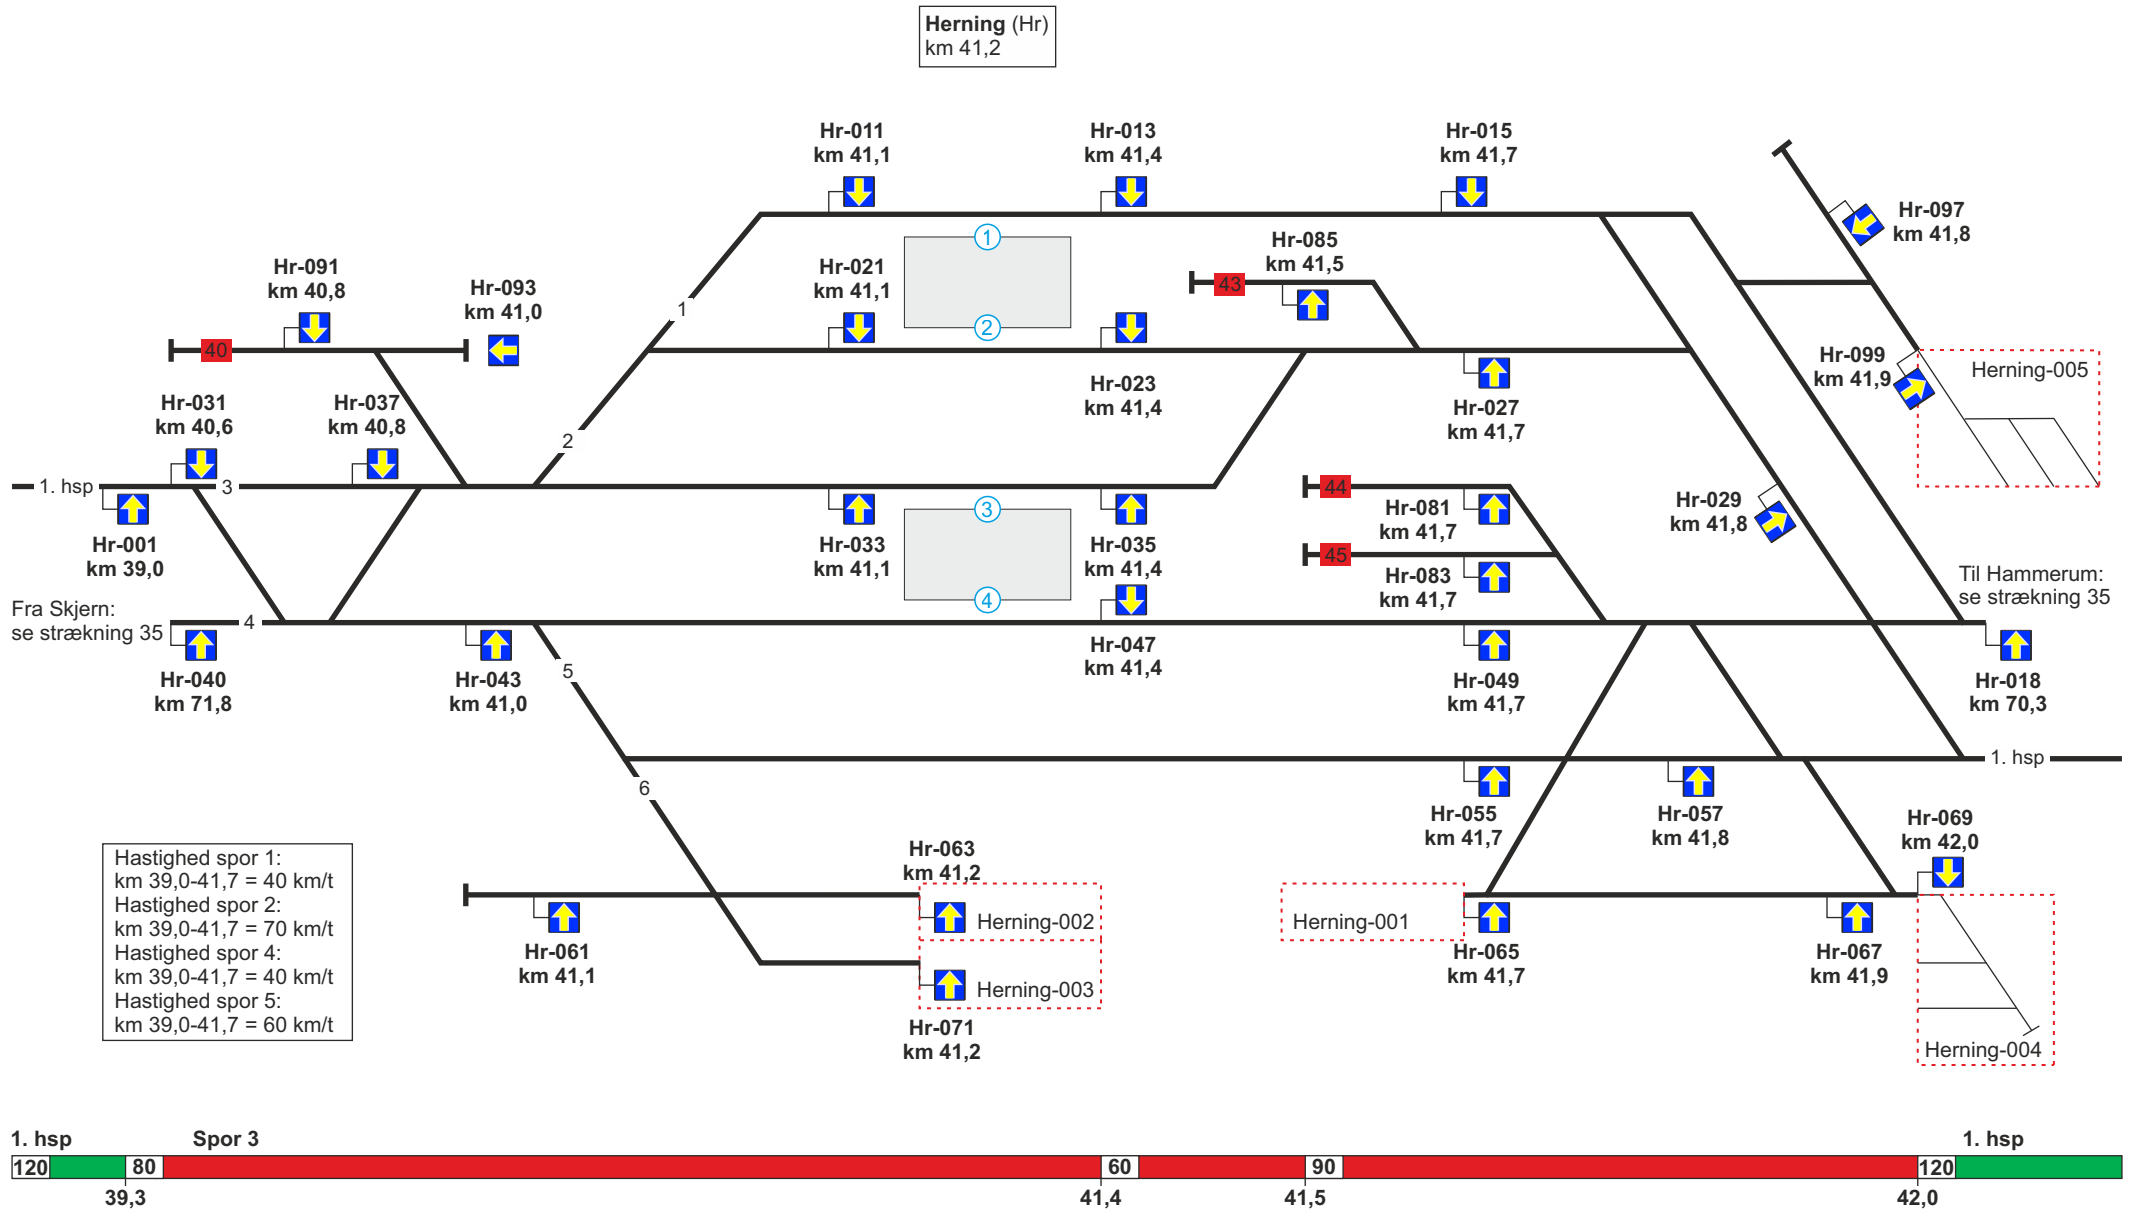 Herning (Hr)
km 41,2
Hr-011
km 41,1
Hr-013
km 41,4
Hr-015
km 41,7
Hr-097
km 41,8
1
Hr-085
km 41,5
43
Hr-091
km 40,8
Hr-093
km 41,0
Hr-021
km 41,1
1
2
40
Hr-023
km 41,4
Hr-099
km 41,9
Herning-005
Hr-031
km 40,6
Hr-037
km 40,8
Hr-027
km 41,7
2
1. hsp
3
3
44
Hr-001
km 39,0
Hr-033
km 41,1
Hr-035
km 41,4
Hr-081
km 41,7
Hr-029
km 41,8
45
Hr-083
km 41,7
Fra Skjern:
se strækning 35
Til Hammerum:
se strækning 35
4
4
Hr-040
km 71,8
Hr-043
km 41,0
5
Hr-047
km 41,4
Hr-049
km 41,7
Hr-018
km 70,3
1. hsp
6
Hr-055
km 41,7
Hr-057
km 41,8
Hr-069
km 42,0
Hr-063
km 41,2
Hastighed spor 1:
km 39,0-41,7 = 40 km/t
Hastighed spor 2:
km 39,0-41,7 = 70 km/t
Hastighed spor 4:
km 39,0-41,7 = 40 km/t
Hastighed spor 5:
km 39,0-41,7 = 60 km/t
Herning-002
Herning-001
Hr-061
km 41,1
Hr-065
km 41,7
Hr-067
km 41,9
Herning-003
Hr-071
km 41,2
Herning-004
1. hsp
Spor 3
1. hsp
120
80
60
90
120
39,3
41,4
41,5
42,0